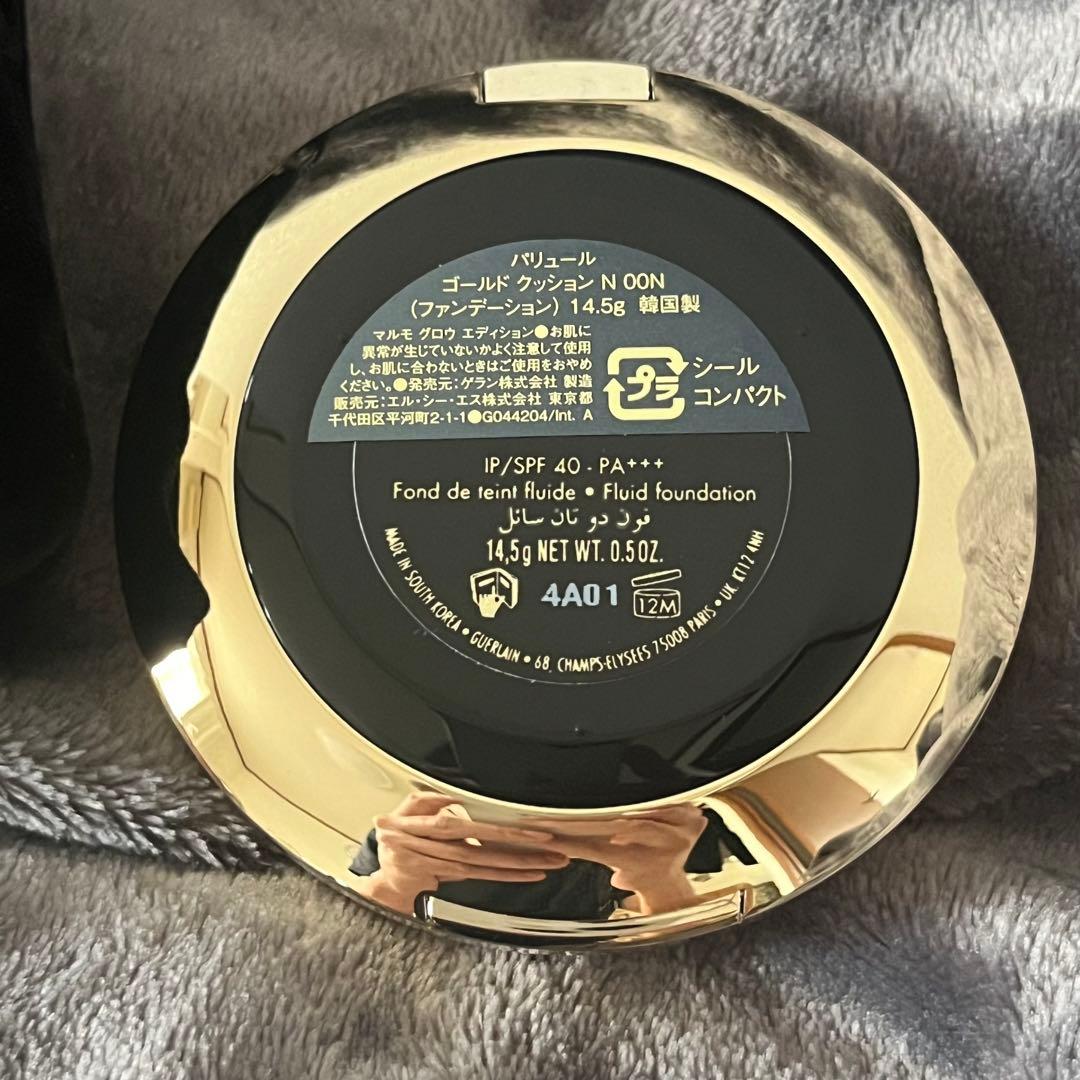 パリュール
ゴールド クッション N 00N
(ファンデーション) 14.5g 韓国製
マルモ グロウ エディション●お肌に
異常が生じていないかよく注意して使用
し、お肌に合わないときはご使用をおやめ
ください。●発売元:ゲラン株式会社 製造
販売元:エル・シー・エス株式会社 東京都
千代田区平河町2-1-1●G044204/Int. A
プラ
シール
コンパクト
IP/SPF 40 - PA+++
Fond de teint fluide • Fluid foundation
فون دو تان سائل
14,5g NET WT. 0.5 OZ.
4A01
12M
MADE IN SOUTH KOREA • GUERLAIN • 68, CHAMPS-ELYSEES 75008 PARIS • UK KT12 4NH